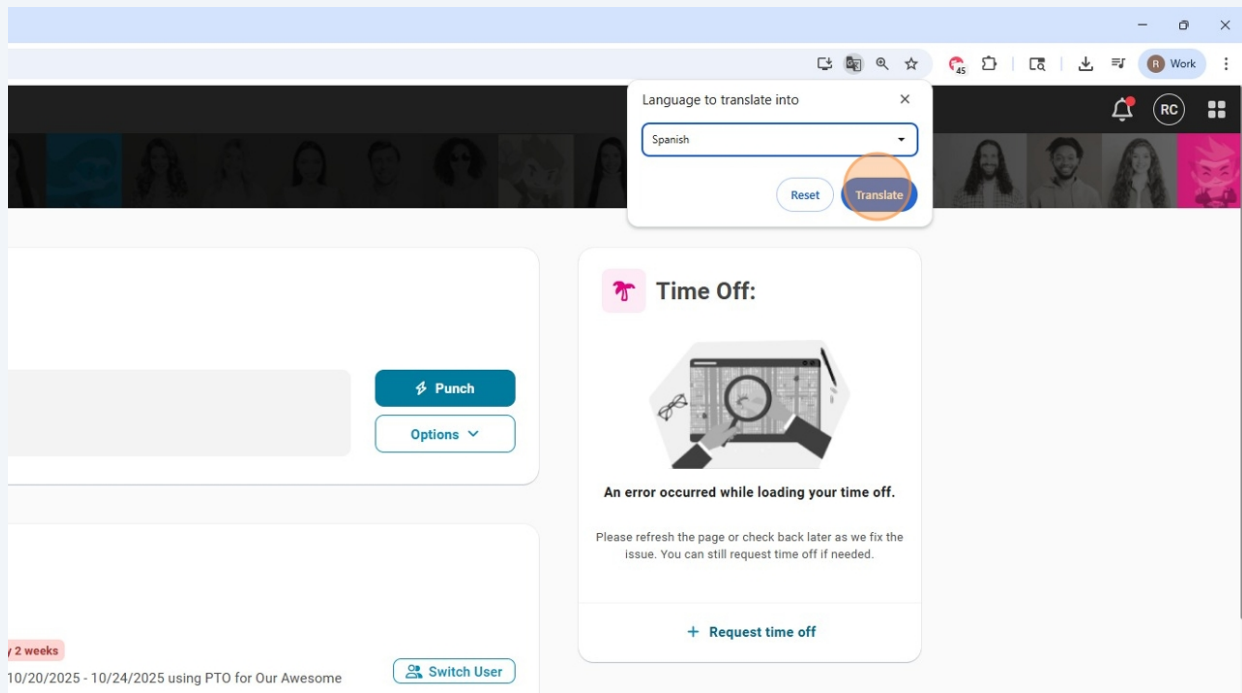 R Work
45
Language to translate into
Spanish
Reset Translate
RC
Punch
Options
Time Off:
An error occurred while loading your time off.
Please refresh the page or check back later as we fix the
issue. You can still request time off if needed.
+ Request time off
y 2 weeks
10/20/2025 - 10/24/2025 using PTO for Our Awesome
Switch User